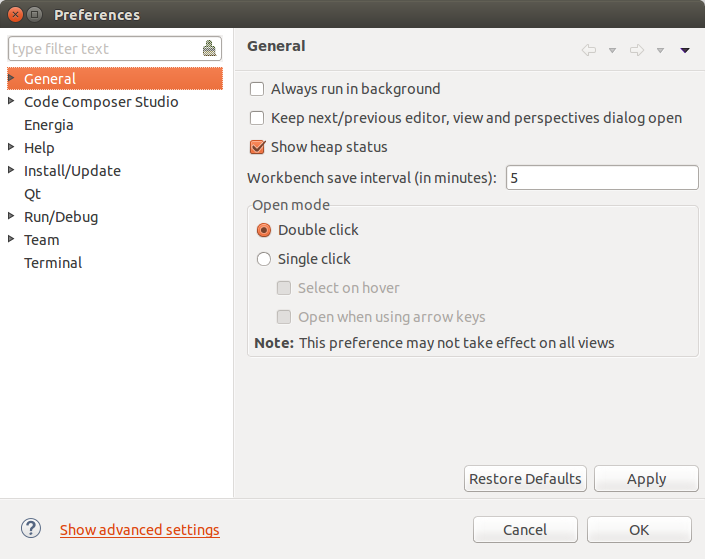 Preferences
type filter text
General
Code Composer Studio
Energia
Help
Install/Update
Qt
Run/Debug
Team
Terminal
General
Always run in background
Keep next/previous editor, view and perspectives dialog open
Show heap status
Workbench save interval (in minutes): 5
Open mode
Double click
Single click
Select on hover
Open when using arrow keys
Note: This preference may not take effect on all views
Restore Defaults Apply
? Show advanced settings Cancel OK